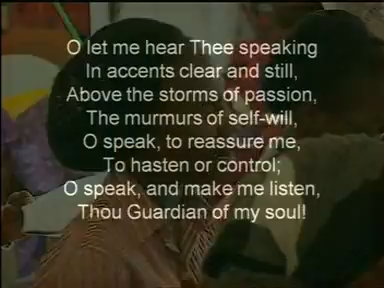 O let me hear Thee speaking
In accents clear and still,
Above the storms of passion,
The murmurs of self-will,
O speak, to reassure me,
To hasten or control;
O speak, and make me listen,
Thou Guardian of my soul!